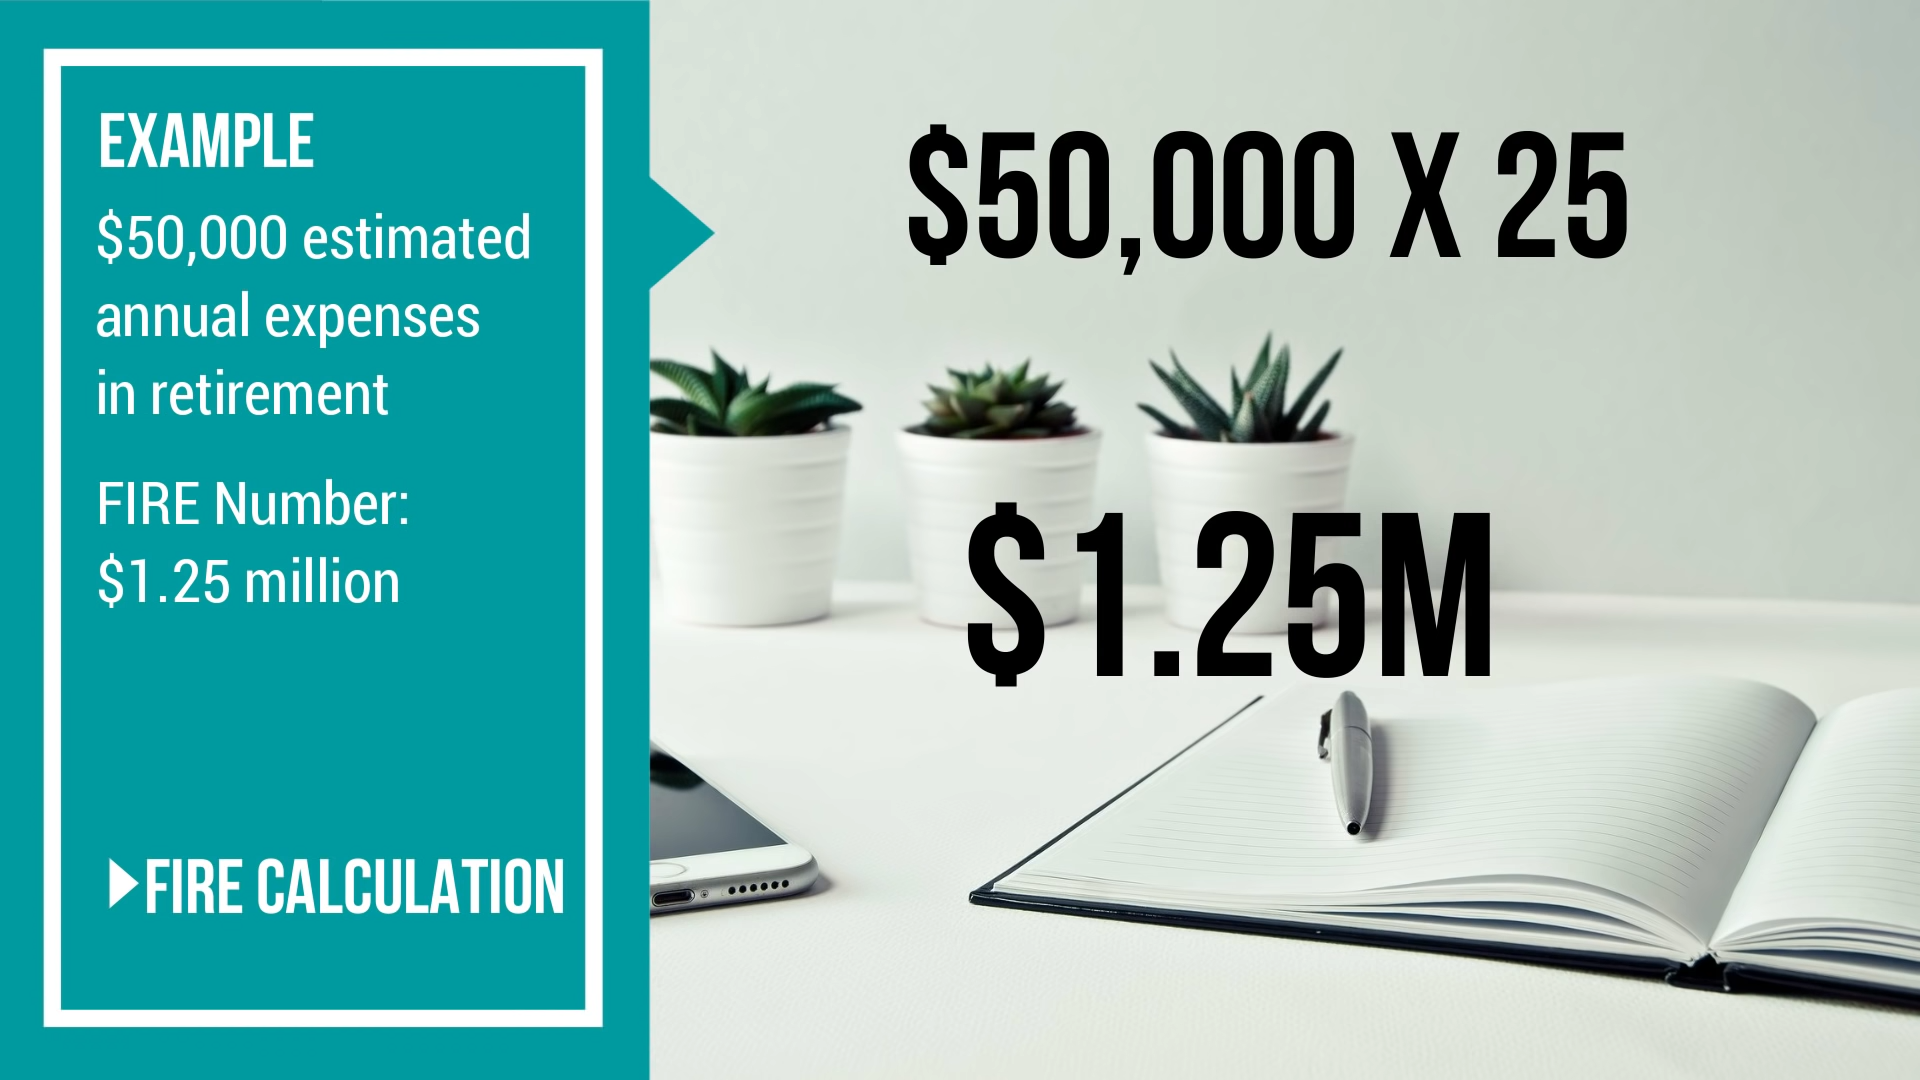 EXAMPLE
$50,000 estimated
annual expenses
in retirement
FIRE Number:
$1.25 million
FIRE CALCULATION
$50,000 X 25
$1.25M